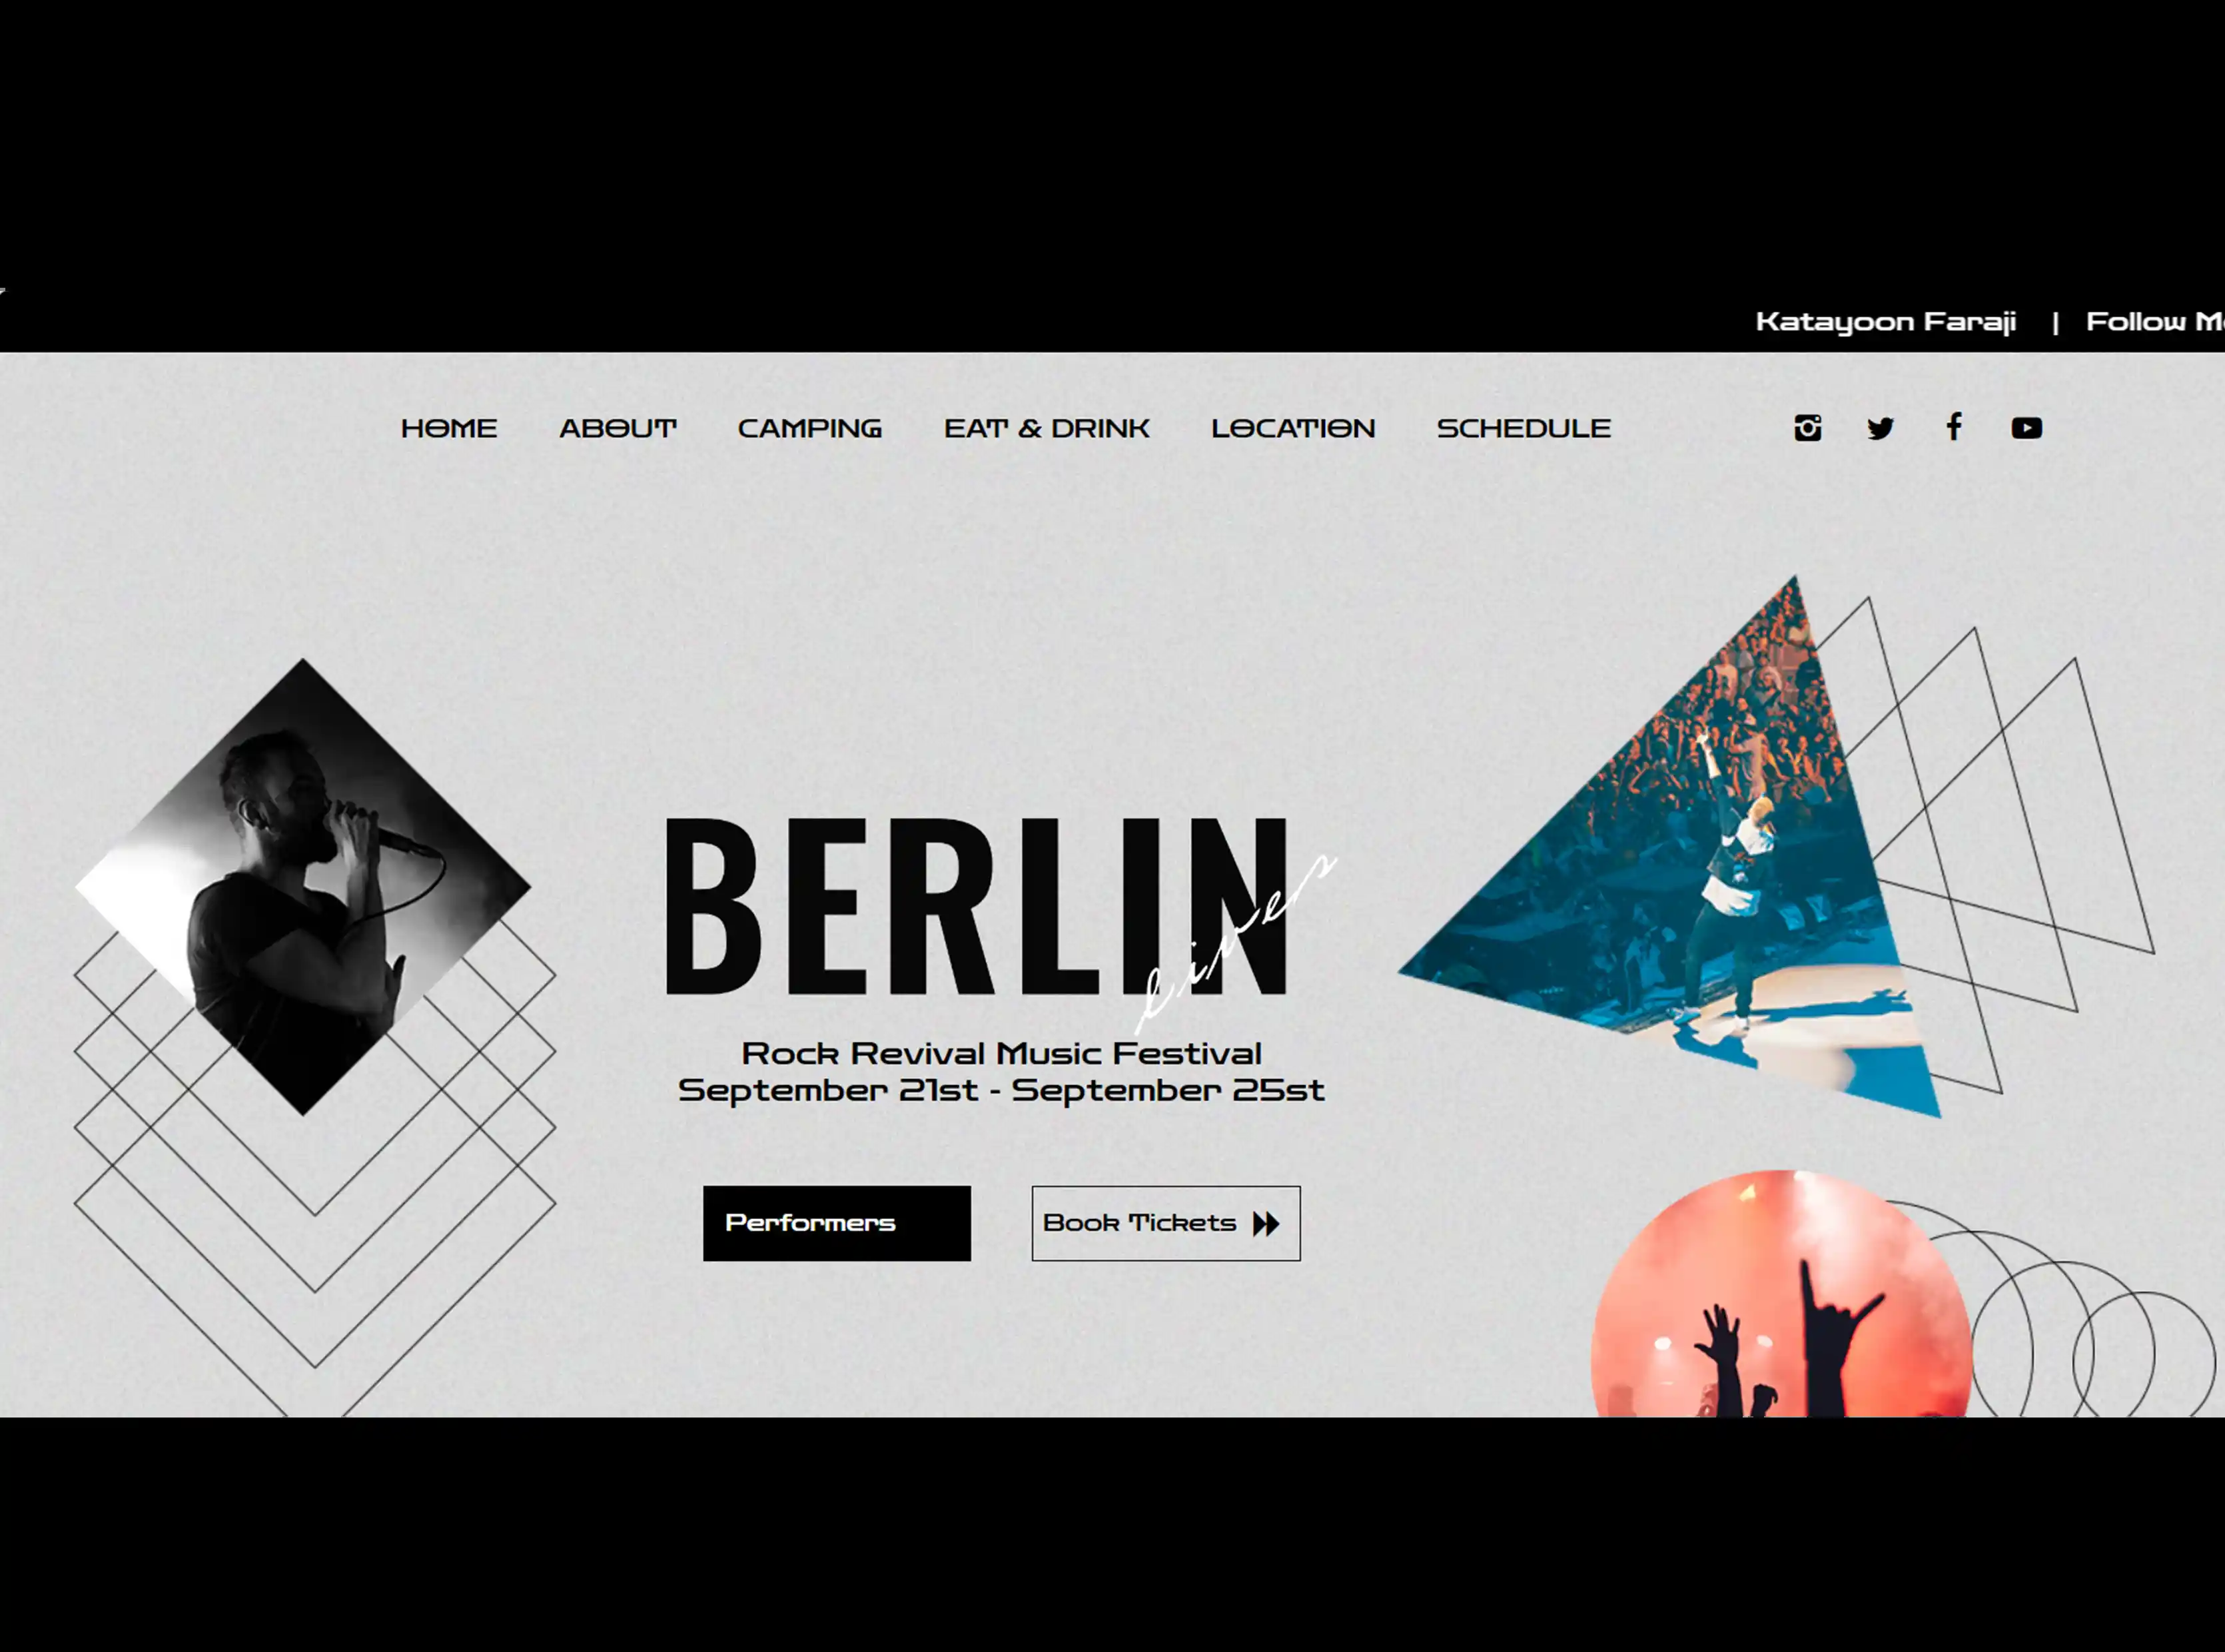 Katayoon Faraji | Follow M
HOME ABOUT CAMPING EAT & DRINK LOCATION SCHEDULE
BERLIN
lives
Rock Revival Music Festival
September 21st - September 25st
Performers
Book Tickets